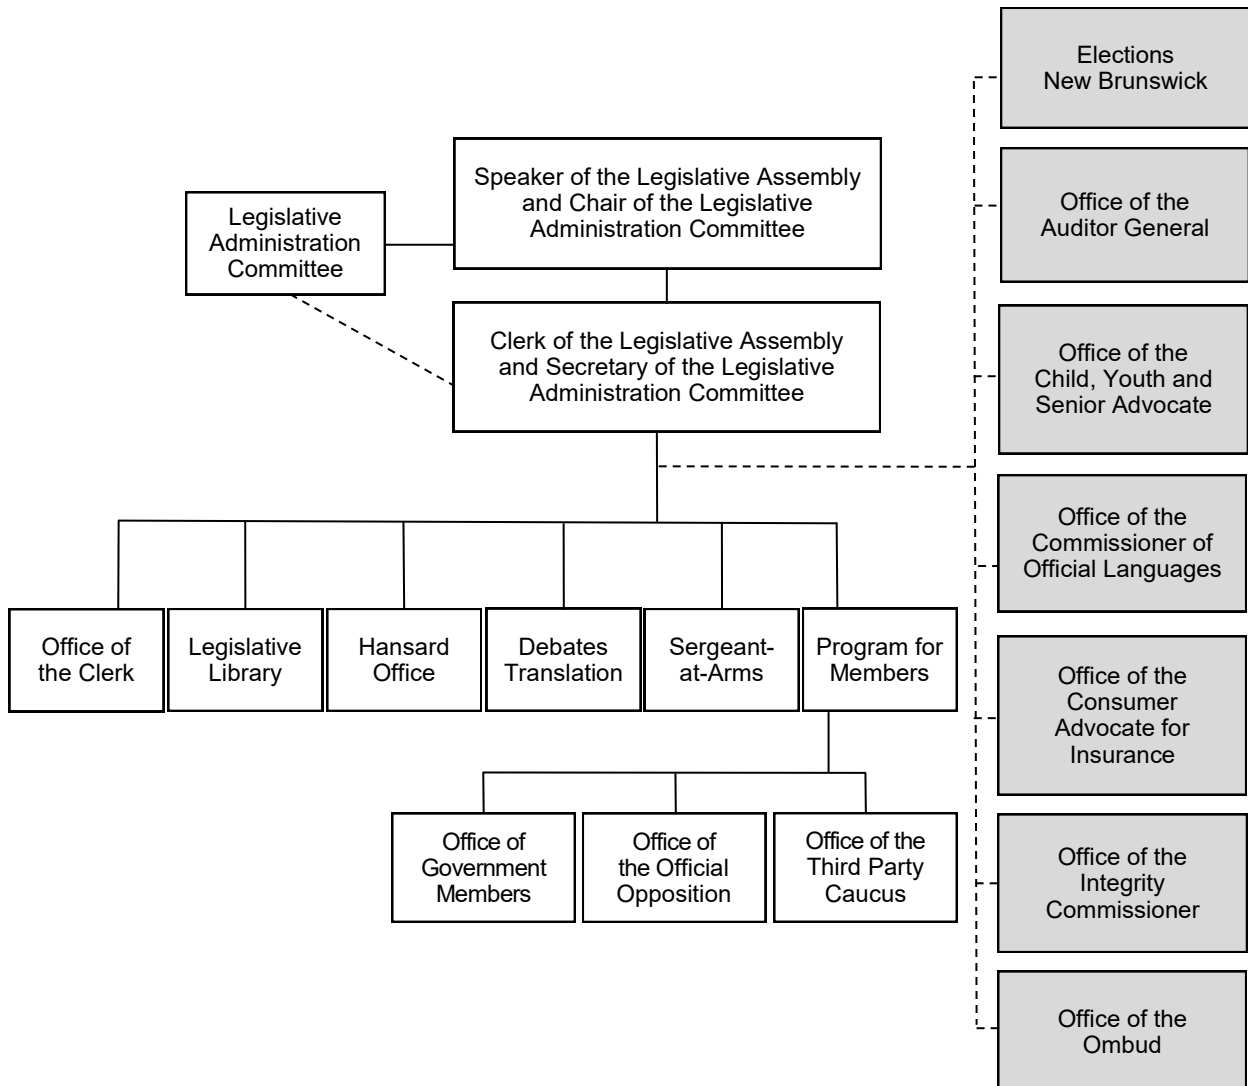 Elections
New Brunswick
Speaker of the Legislative Assembly
and Chair of the Legislative
Administration Committee
Legislative
Administration
Committee
Office of the
Auditor General
Clerk of the Legislative Assembly
and Secretary of the Legislative
Administration Committee
Office of the
Child, Youth and
Senior Advocate
Office of the
Commissioner of
Official Languages
Office of
the Clerk
Legislative
Library
Hansard
Office
Debates
Translation
Sergeant-
at-Arms
Program for
Members
Office of the
Consumer
Advocate for
Insurance
Office of
Government
Members
Office of
the Official
Opposition
Office of the
Third Party
Caucus
Office of the
Integrity
Commissioner
Office of the
Ombud